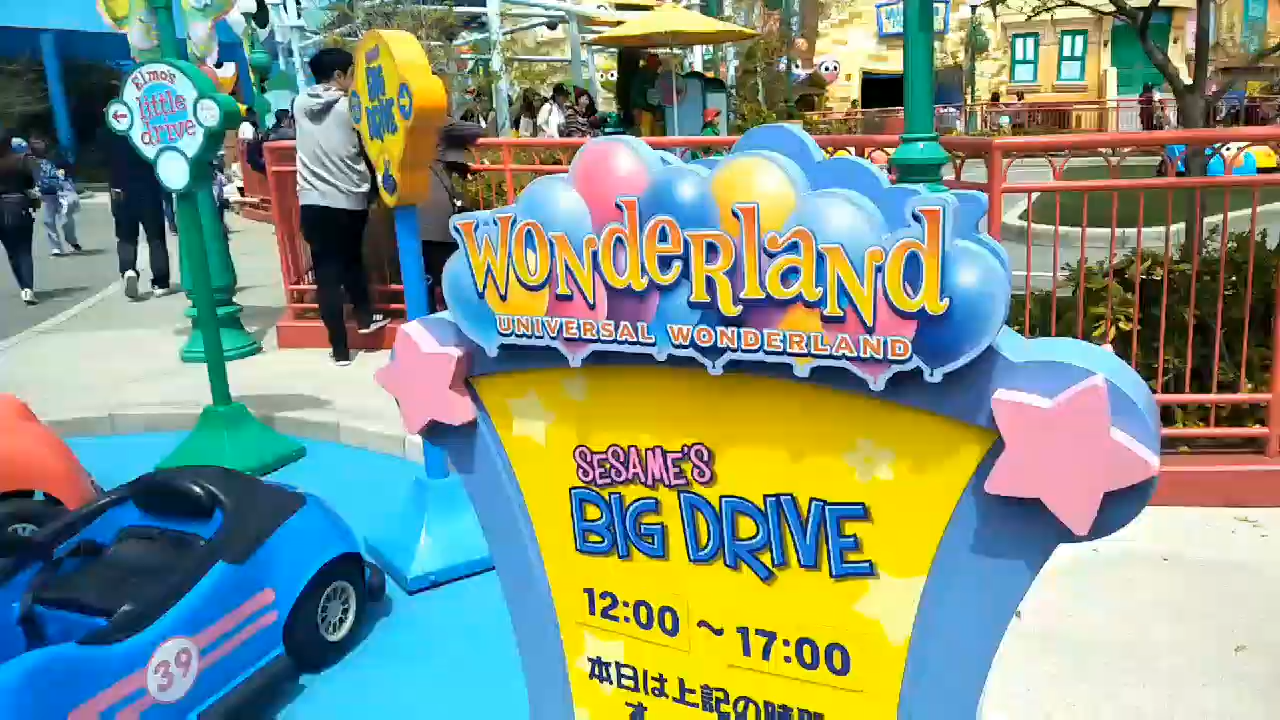 Elmo's
little
drive
BIG
DRIVE
WONDERLAND
UNIVERSAL WONDERLAND
SESAME'S
BIG DRIVE
12:00 ~ 17:00
本日は上記の時間
す
39